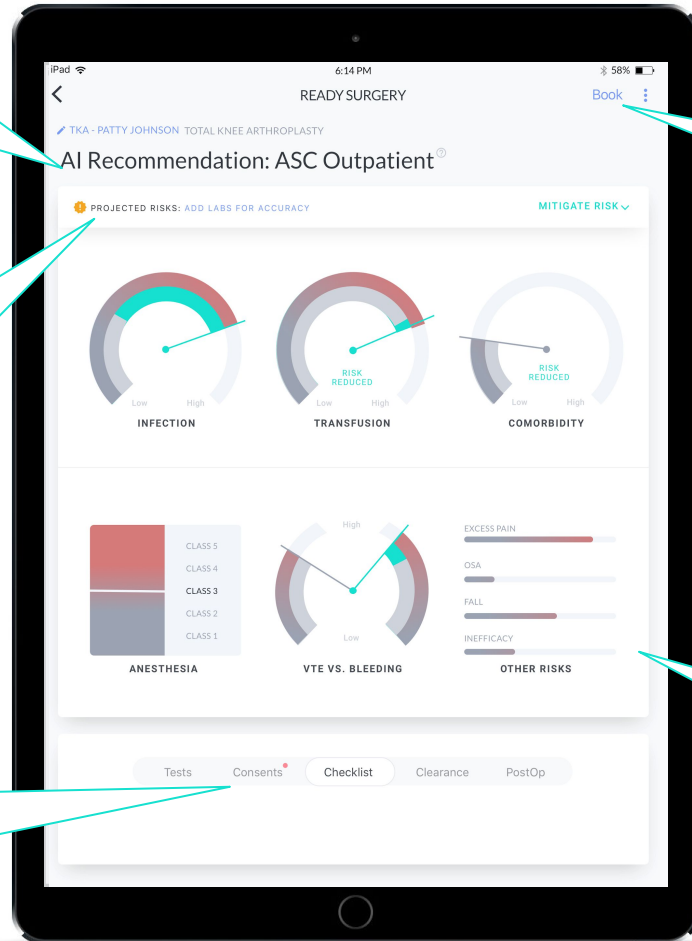 iPad 6:14 PM 58%
READY SURGERY Book
TKA - PATTY JOHNSON TOTAL KNEE ARTHROPLASTY
AI Recommendation: ASC Outpatient ?
! PROJECTED RISKS: ADD LABS FOR ACCURACY MITIGATE RISK
Low High
INFECTION
RISK
REDUCED
Low High
TRANSFUSION
RISK
REDUCED
Low High
COMORBIDITY
CLASS 5
CLASS 4
CLASS 3
CLASS 2
CLASS 1
ANESTHESIA
High
Low
VTE VS. BLEEDING
EXCESS PAIN
OSA
FALL
INEFFICACY
OTHER RISKS
Tests Consents Checklist Clearance PostOp